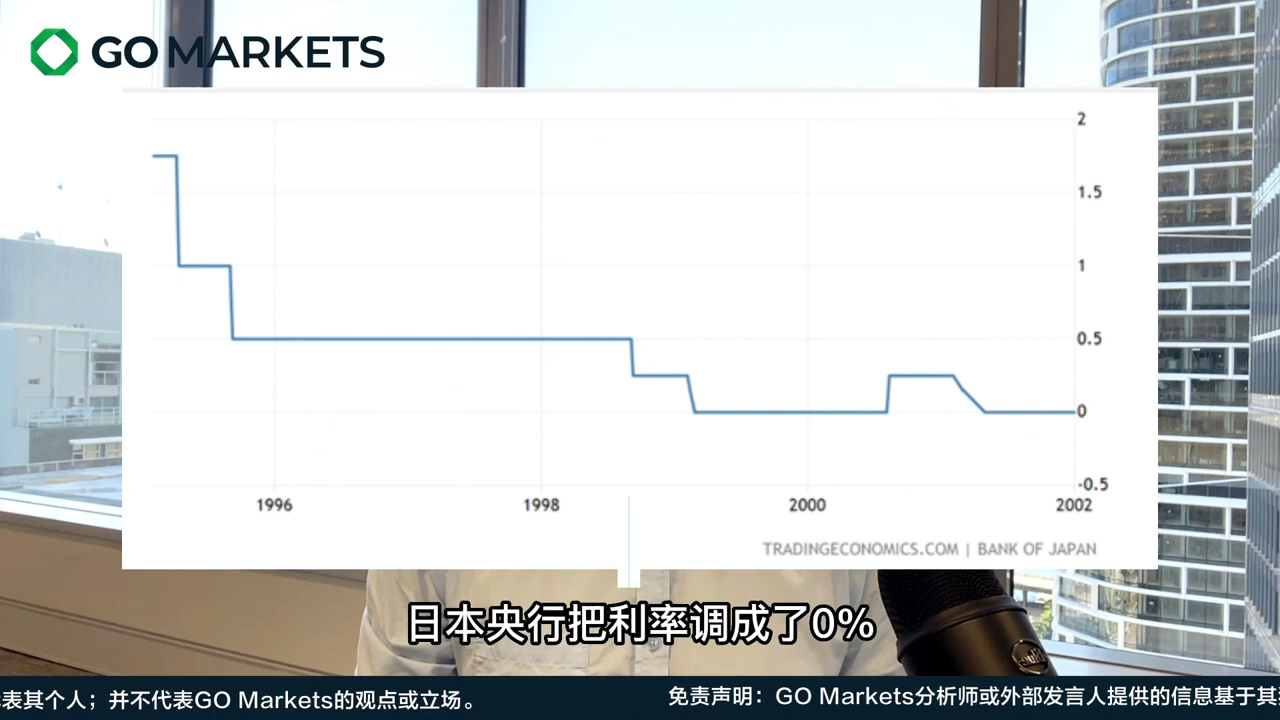 GO MARKETS
2
1.5
1
0.5
0
-0.5
1996 1998 2000 2002
TRADINGECONOMICS.COM | BANK OF JAPAN
日本央行把利率调成了0%
表其个人；并不代表GO Markets的观点或立场。 免责声明：GO Markets分析师或外部发言人提供的信息基于其